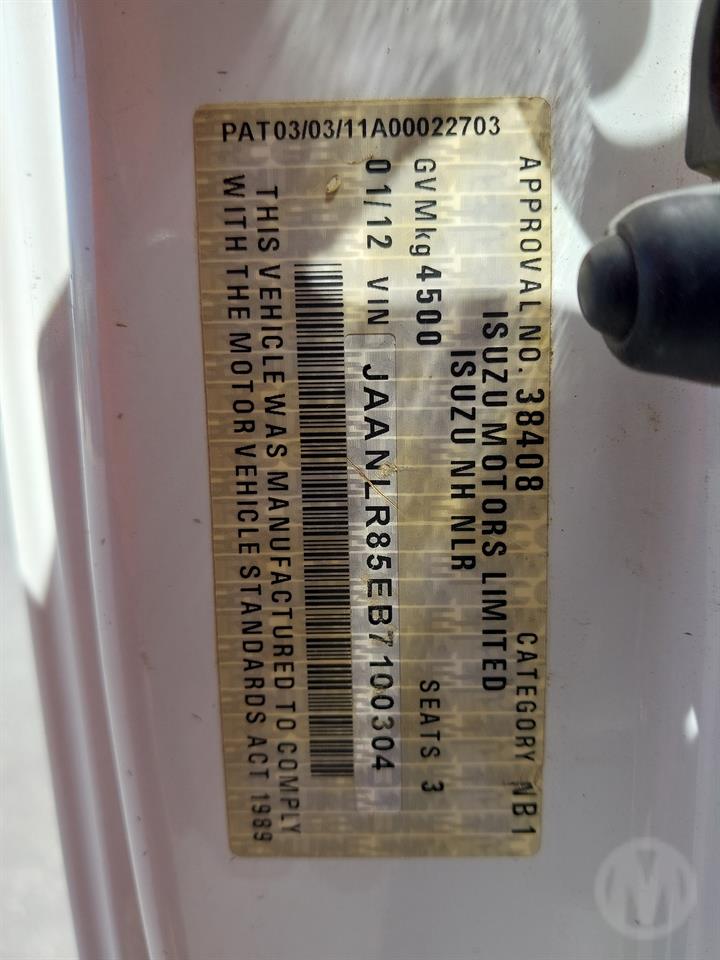 APPROVAL NO. 38408 CATEGORY NB1
ISUZU MOTORS LIMITED
ISUZU NH NLR
GVMkg 4500 SEATS 3
01/12 VIN JAANLR85EB7100304
THIS VEHICLE WAS MANUFACTURED TO COMPLY
WITH THE MOTOR VEHICLE STANDARDS ACT 1989
PAT03/03/11A00022703
M